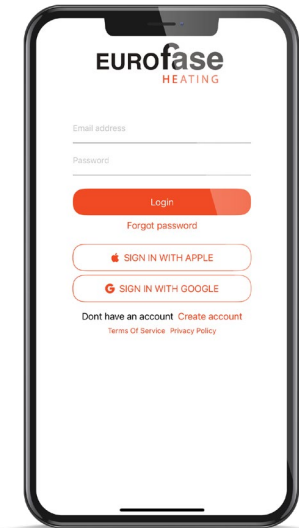 EUROfase
HEATING
Email address
Password
Login
Forgot password
SIGN IN WITH APPLE
SIGN IN WITH GOOGLE
Dont have an account Create account
Terms Of Service Privacy Policy